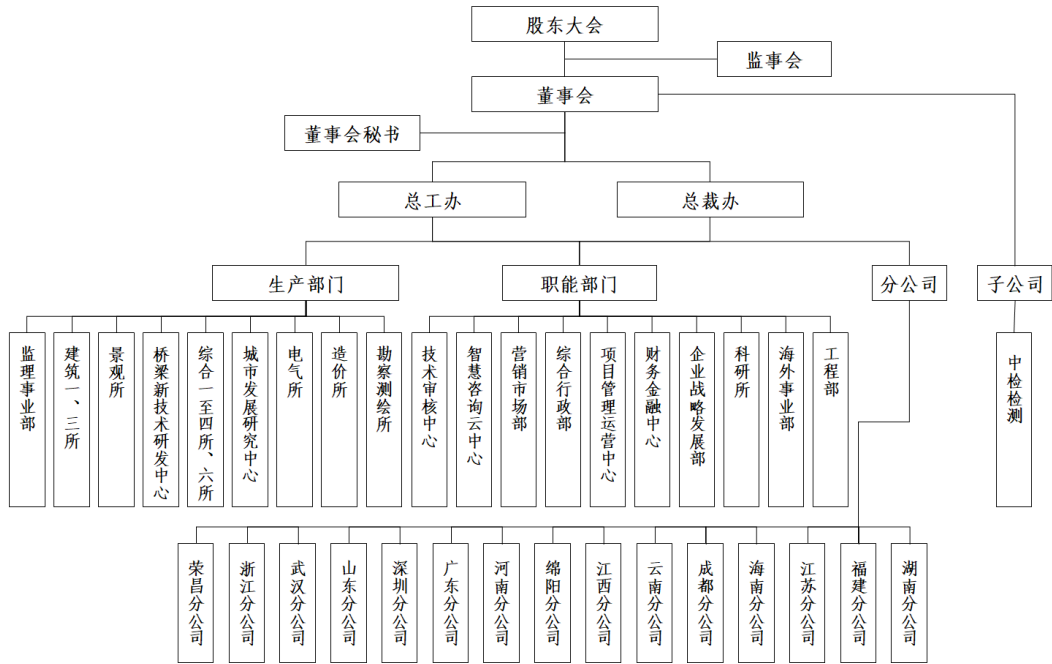 股东大会
监事会
董事会
董事会秘书
总工办
总裁办
生产部门
职能部门
分公司
子公司
监理事业部
建筑一、三所
景观所
桥梁新技术研发中心
综合一至四所、六所
城市发展研究中心
电气所
造价所
勘察测绘所
技术审核中心
智慧咨询云中心
营销市场部
综合行政部
项目管理运营中心
财务金融中心
企业战略发展部
科研所
海外事业部
工程部
中检检测
荣昌分公司
浙江分公司
武汉分公司
山东分公司
深圳分公司
广东分公司
河南分公司
绵阳分公司
江西分公司
云南分公司
成都分公司
海南分公司
江苏分公司
福建分公司
湖南分公司